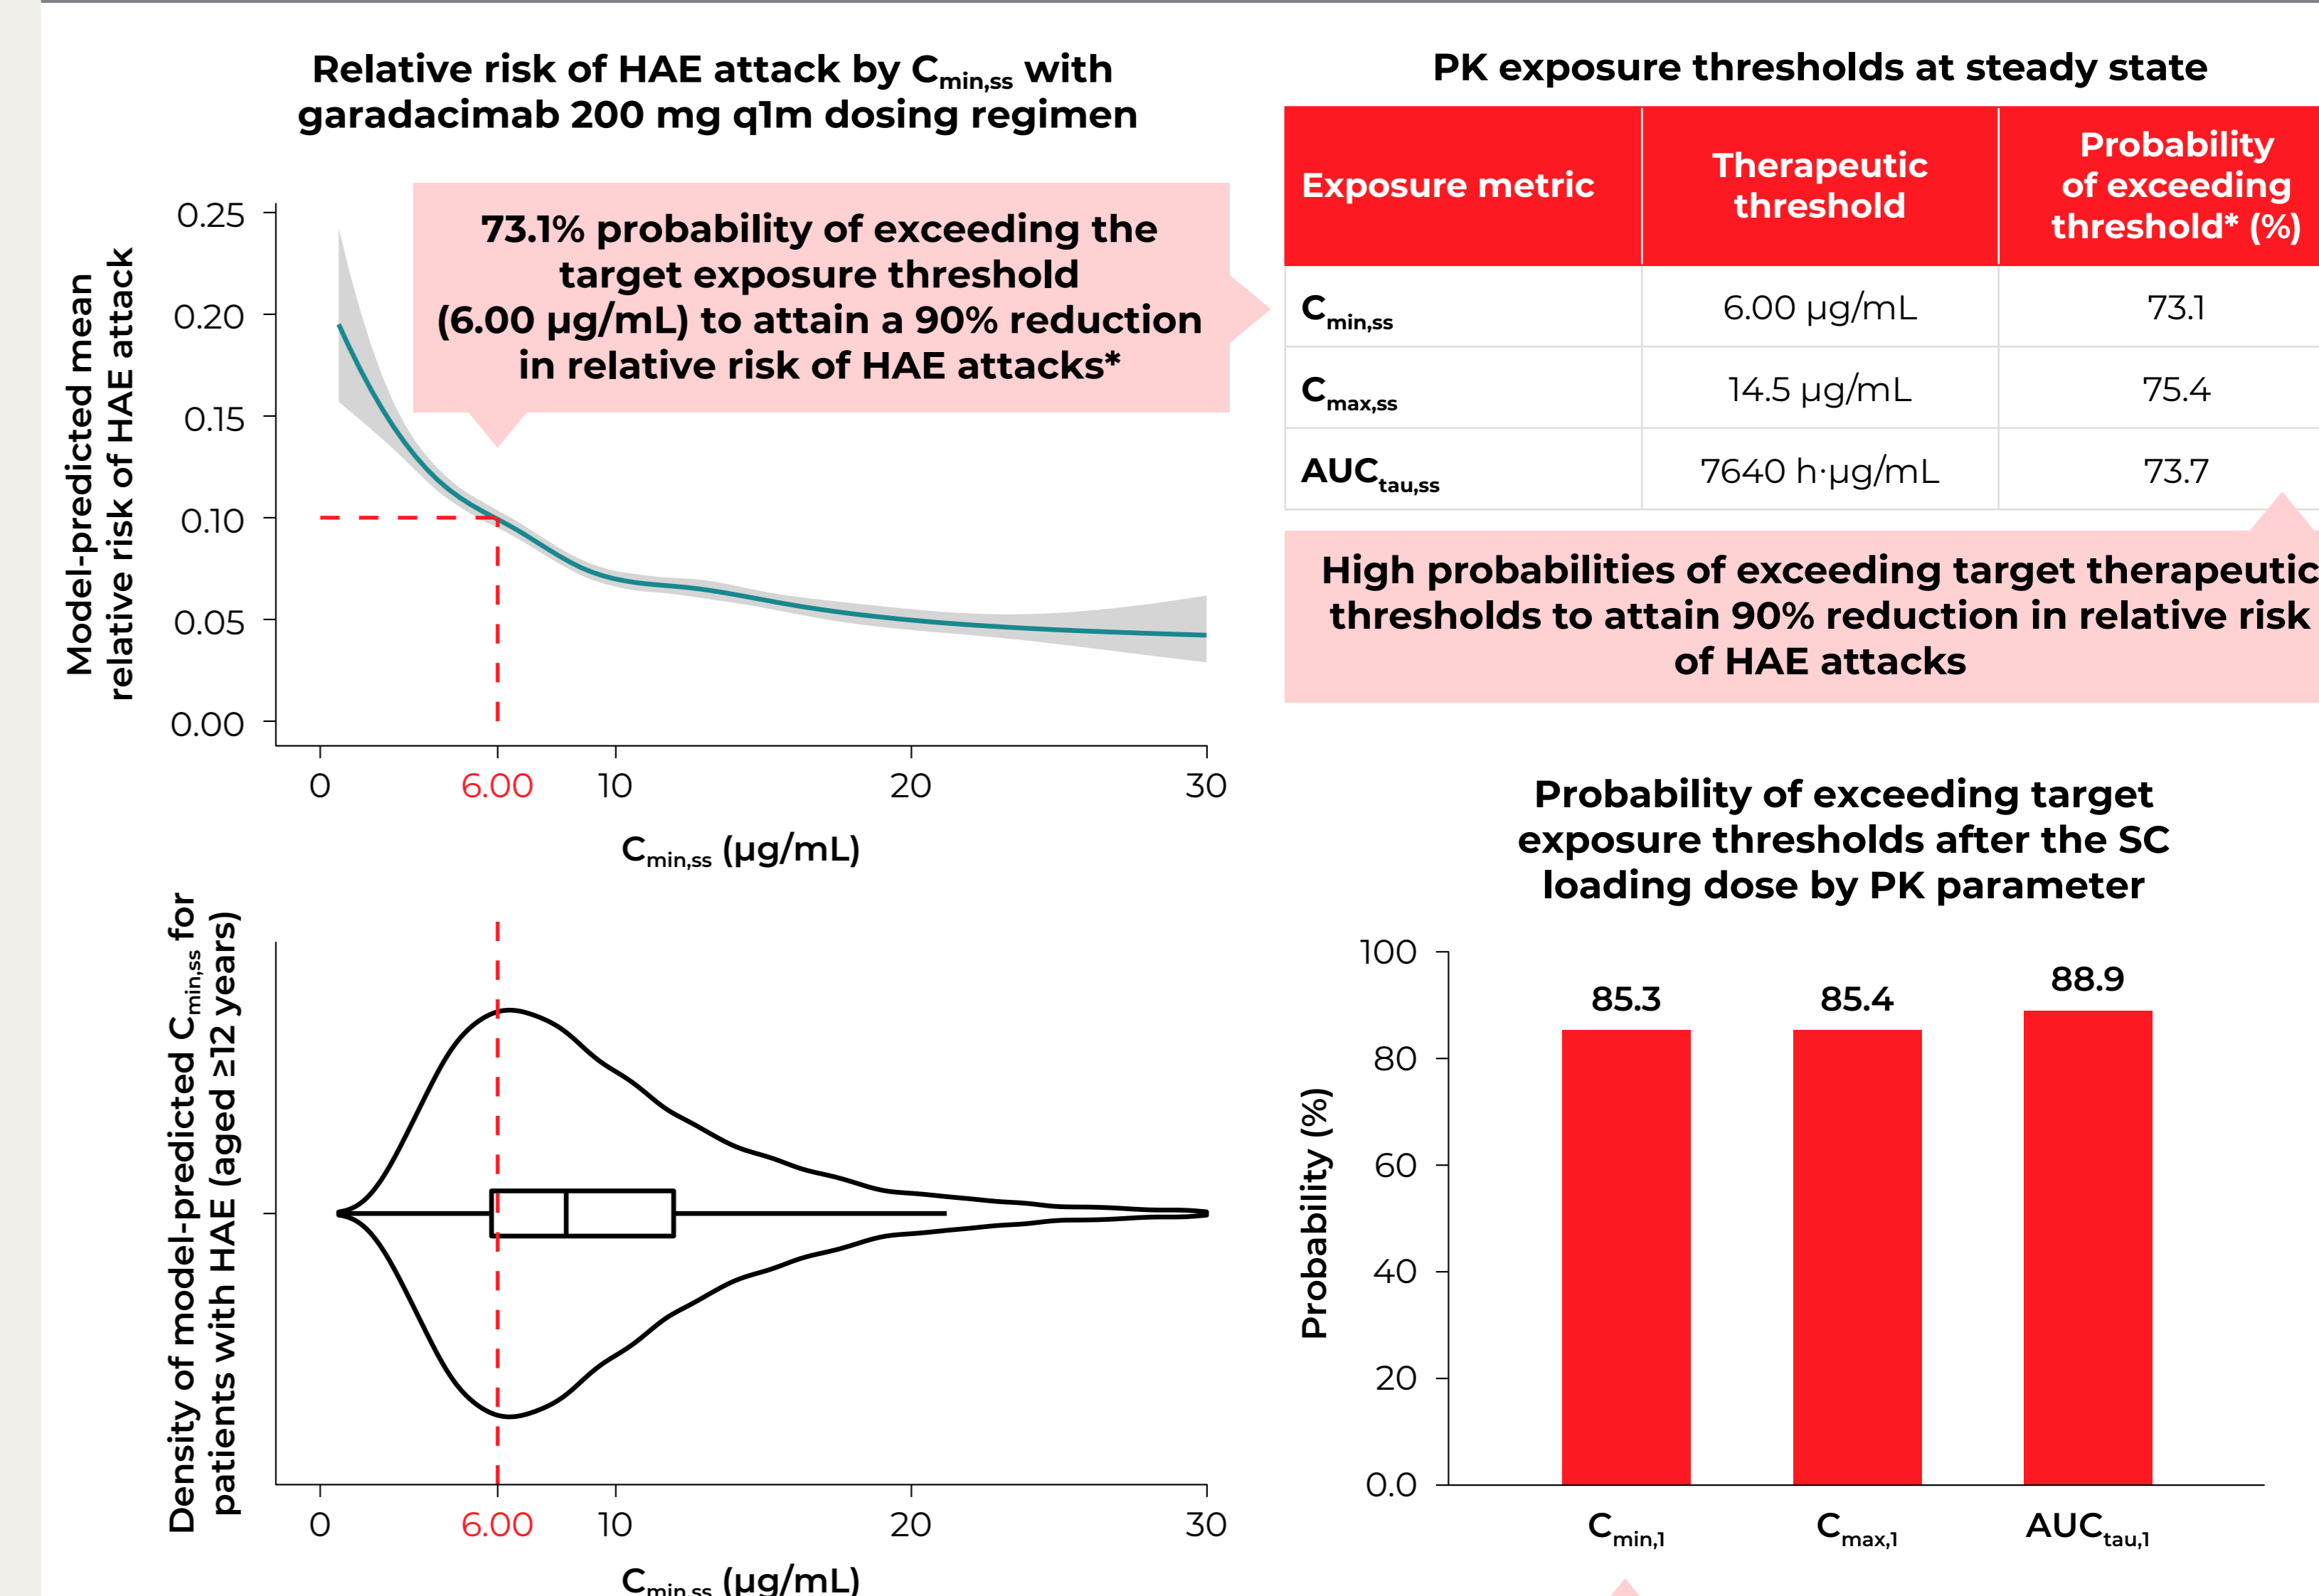 Relative risk of HAE attack by Cmin,ss with
garadacimab 200 mg q1m dosing regimen
Model-predicted mean
relative risk of HAE attack
0.25
0.20
0.15
0.10
0.05
0.00
73.1% probability of exceeding the
target exposure threshold
(6.00 µg/mL) to attain a 90% reduction
in relative risk of HAE attacks*
0 6.00 10 20 30
Cmin,ss (µg/mL)
Density of model-predicted Cmin,ss for
patients with HAE (aged ≥12 years)
0 6.00 10 20 30
Cmin,ss (µg/mL)
PK exposure thresholds at steady state
Exposure metric
Therapeutic
threshold
Probability
of exceeding
threshold* (%)
Cmin,ss 6.00 µg/mL 73.1
Cmax,ss 14.5 µg/mL 75.4
AUCtau,ss 7640 h·µg/mL 73.7
High probabilities of exceeding target therapeutic
thresholds to attain 90% reduction in relative risk
of HAE attacks
Probability of exceeding target
exposure thresholds after the SC
loading dose by PK parameter
Probability (%)
100
80
60
40
20
0.0
85.3
85.4
88.9
Cmin,1 Cmax,1 AUCtau,1